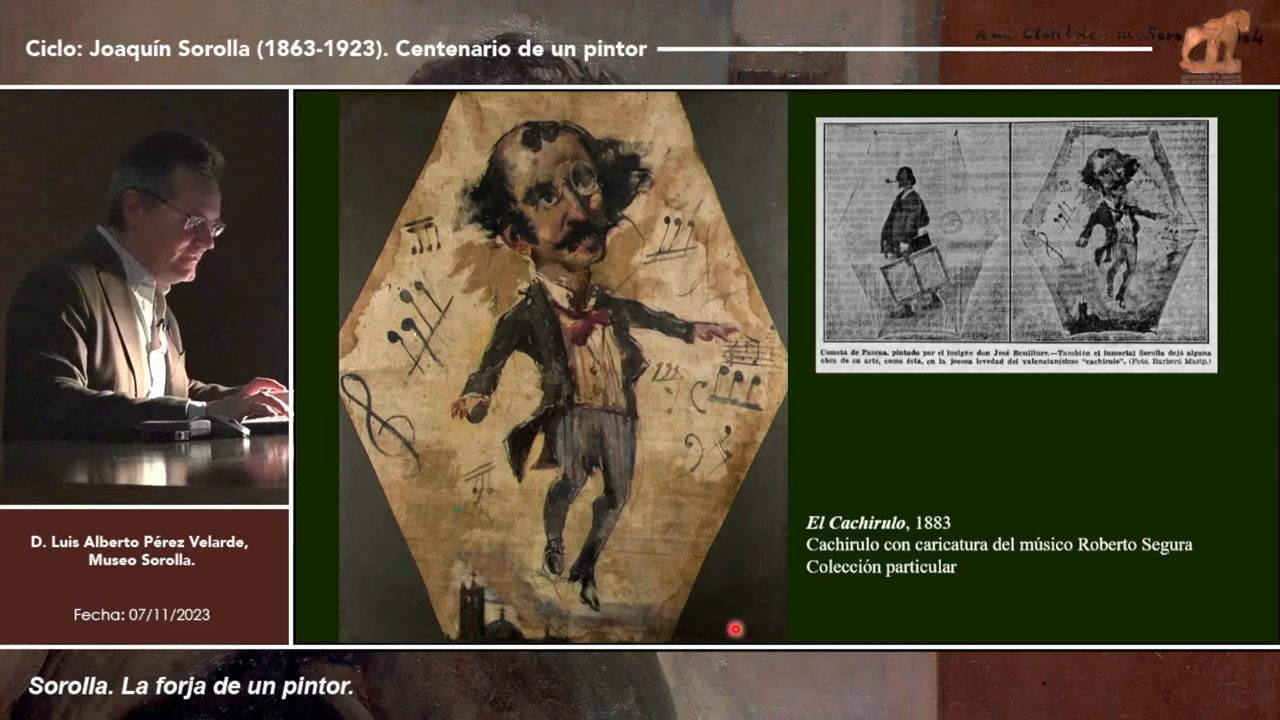 Ciclo: Joaquín Sorolla (1863-1923). Centenario de un pintor
Cometa de Pascua, pintado por el insigne don José Benlliure.—También el inmortal Sorolla dejó alguna
obra de su arte, como ésta, en la jocosa levedad del valencianísimo "cachirulo". (Foto. Barberá Masip.)
El Cachirulo, 1883
Cachirulo con caricatura del músico Roberto Segura
Colección particular
D. Luis Alberto Pérez Velarde,
Museo Sorolla.
Fecha: 07/11/2023
Sorolla. La forja de un pintor.